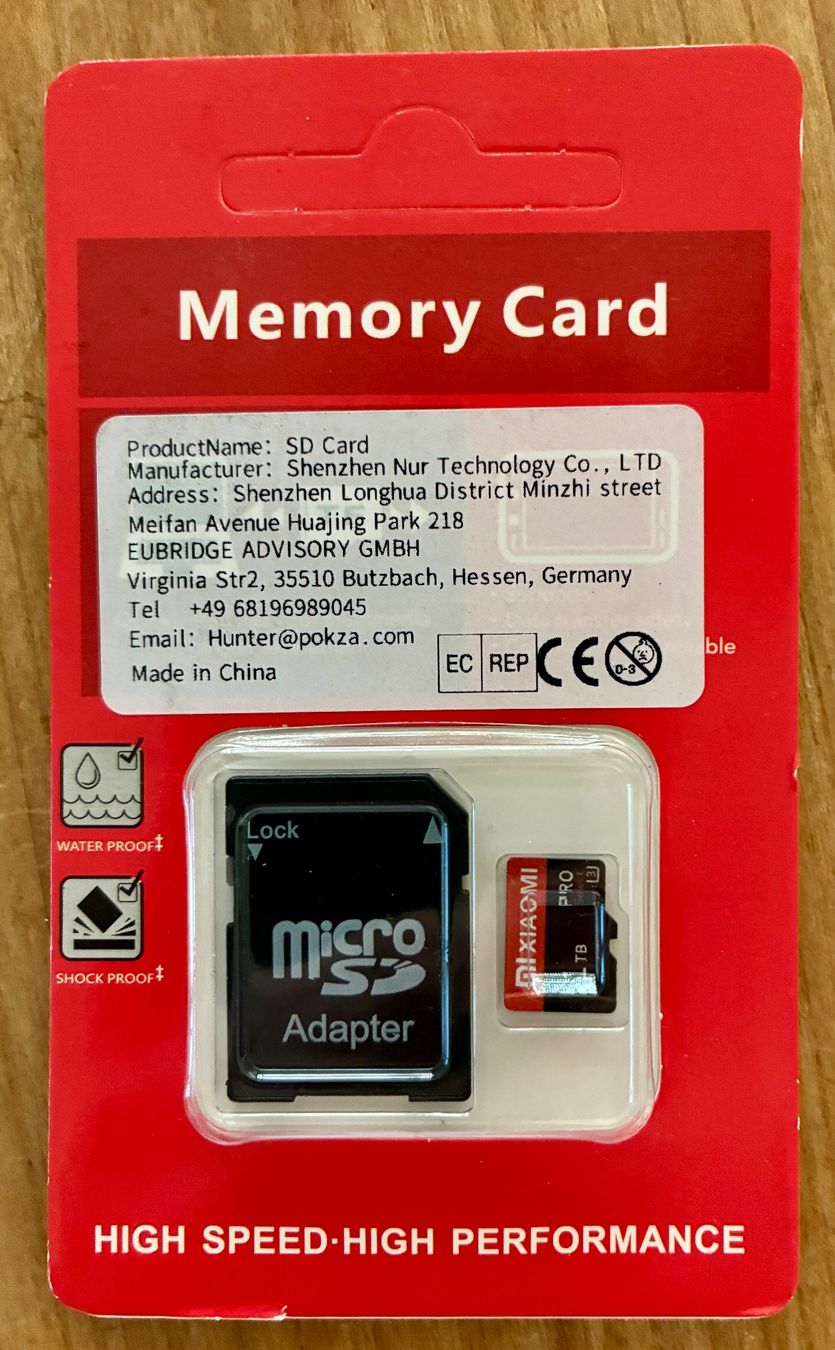 Memory Card
ProductName: SD Card
Manufacturer: Shenzhen Nur Technology Co., LTD
Address: Shenzhen Longhua District Minzhi street
Meifan Avenue Huajing Park 218
EUBRIDGE ADVISORY GMBH
Virginia Str2, 35510 Butzbach, Hessen, Germany
Tel +49 68196989045
Email: Hunter@pokza.com
Made in China
EC REP CE 0-3
WATER PROOF‡
SHOCK PROOF‡
Lock
micro
SD
Adapter
mi XIAOMI
PRO 3
TB
HIGH SPEED·HIGH PERFORMANCE